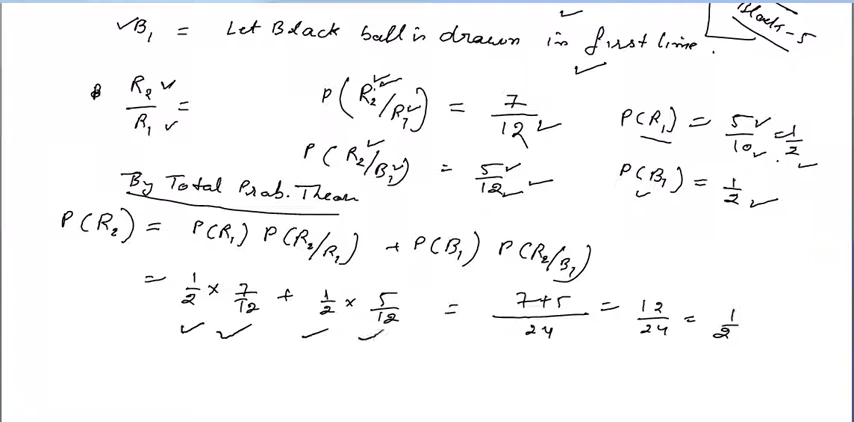 Black-5
B₁ = Let Black ball is drawn in first time.
R₂/R₁ = P(R₂/R₁) = 7/12 P(R₁) = 5/10 = 1/2
P(R₂/B₁) = 5/12 P(B₁) = 1/2
By Total Prob. Theom
P(R₂) = P(R₁) P(R₂/R₁) + P(B₁) P(R₂/B₁)
= 1/2 × 7/12 + 1/2 × 5/12 = 7+5/24 = 12/24 = 1/2